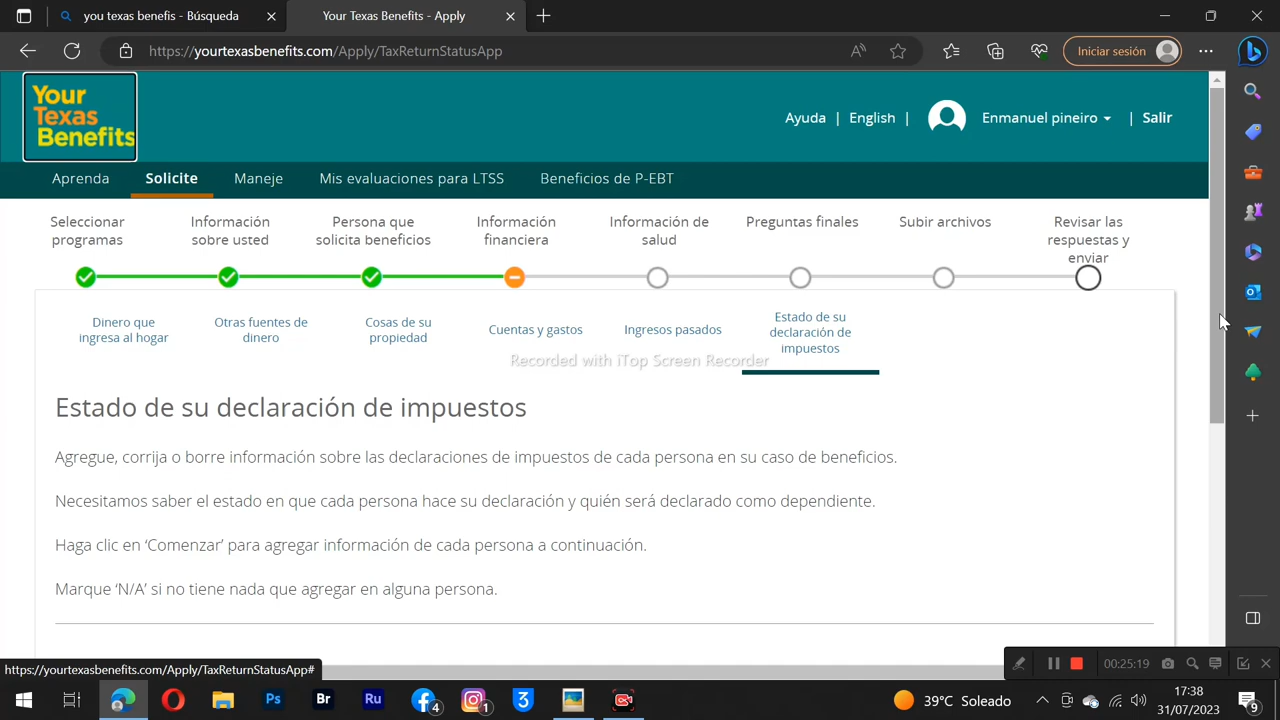 you texas benefis - Búsqueda
Your Texas Benefits - Apply
https://yourtexasbenefits.com/Apply/TaxReturnStatusApp
Iniciar sesión
Your
Texas
Benefits
Ayuda | English | Enmanuel pineiro | Salir
Aprenda Solicite Maneje Mis evaluaciones para LTSS Beneficios de P-EBT
Seleccionar programas
Información sobre usted
Persona que solicita beneficios
Información financiera
Información de salud
Preguntas finales
Subir archivos
Revisar las respuestas y enviar
Dinero que ingresa al hogar
Otras fuentes de dinero
Cosas de su propiedad
Cuentas y gastos
Ingresos pasados
Estado de su declaración de impuestos
Recorded with iTop Screen Recorder
Estado de su declaración de impuestos
Agregue, corrija o borre información sobre las declaraciones de impuestos de cada persona en su caso de beneficios.
Necesitamos saber el estado en que cada persona hace su declaración y quién será declarado como dependiente.
Haga clic en ‘Comenzar’ para agregar información de cada persona a continuación.
Marque ‘N/A’ si no tiene nada que agregar en alguna persona.
https://yourtexasbenefits.com/Apply/TaxReturnStatusApp#
00:25:19
Ps
Br
Ru
4
1
3
39°C Soleado
17:38
31/07/2023
9